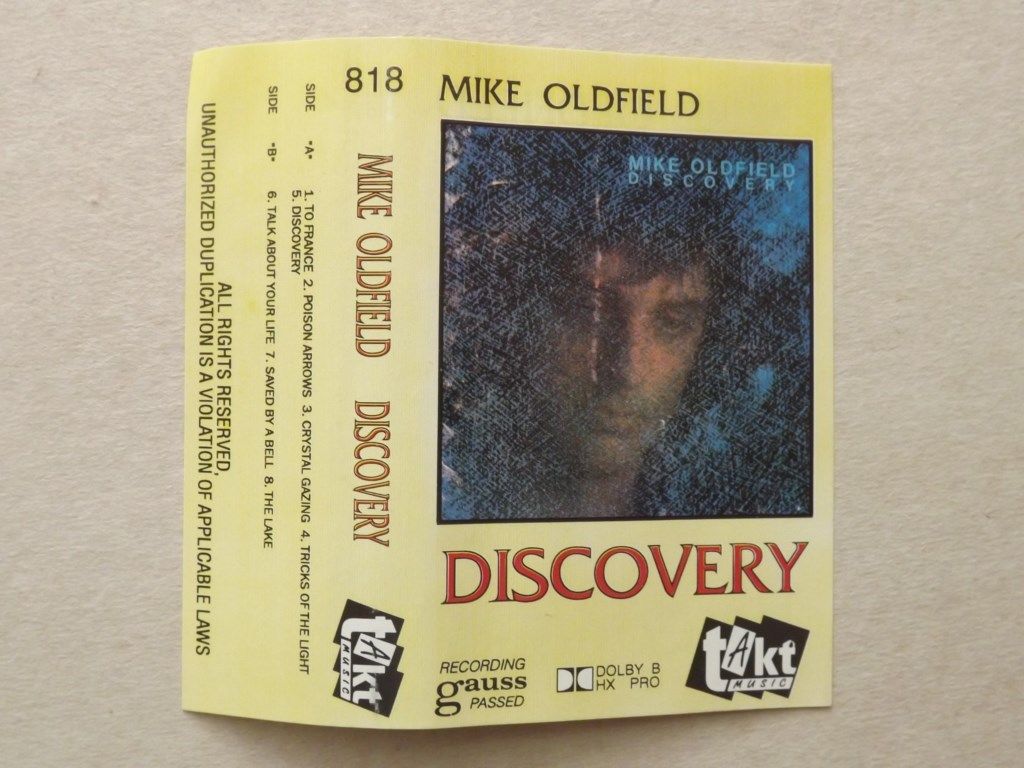 MIKE OLDFIELD
MIKE OLDFIELD
DISCOVERY
DISCOVERY
RECORDING
gauss
PASSED
DOLBY B
HX PRO
tAkt
MUSIC
818
MIKE OLDFIELD DISCOVERY
tAkt
MUSIC
SIDE "A" 1. TO FRANCE 2. POISON ARROWS 3. CRYSTAL GAZING 4. TRICKS OF THE LIGHT
5. DISCOVERY
SIDE "B" 6. TALK ABOUT YOUR LIFE 7. SAVED BY A BELL 8. THE LAKE
ALL RIGHTS RESERVED,
UNAUTHORIZED DUPLICATION IS A VIOLATION OF APPLICABLE LAWS